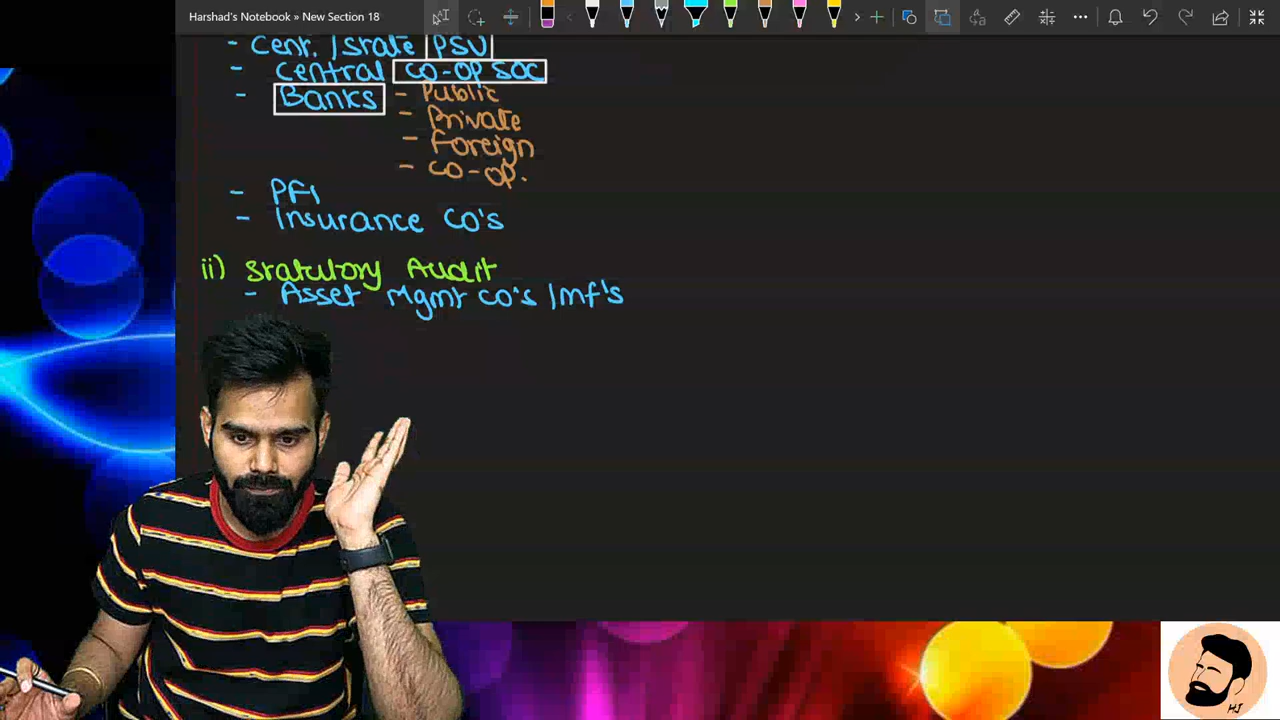 Harshad's Notebook » New Section 18
- Cent. / State PSU
- Central CO-OP SOC
- Banks - Public
- Private
- Foreign
- CO-OP.
- PFI
- Insurance CO's
ii) Statutory Audit
- Asset Mgmt CO's / MF's
HJ